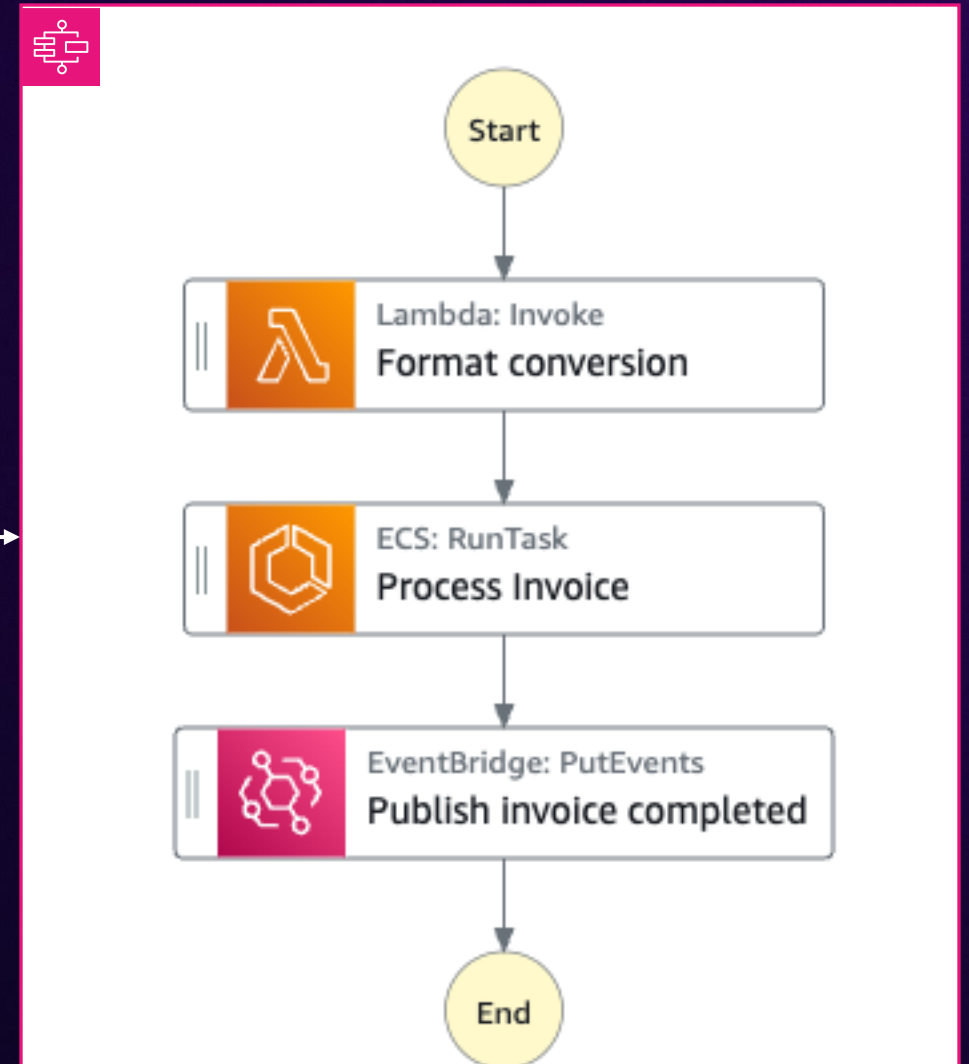 Start
Lambda: Invoke
Format conversion
ECS: RunTask
Process Invoice
EventBridge: PutEvents
Publish invoice completed
End